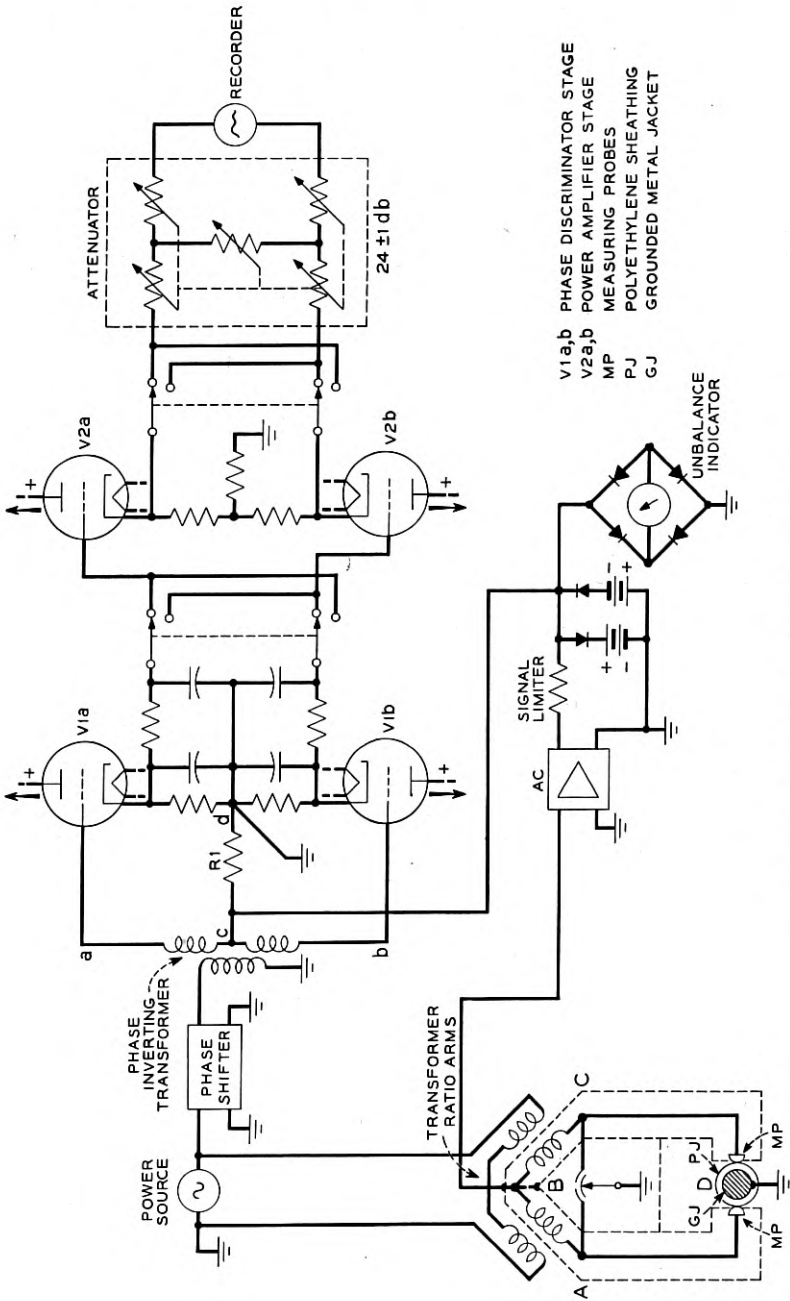 RECORDER
ATTENUATOR
24 ±1 db
V2a
V2b
V1a
V1b
+
+
+
+
a
b
c
d
R1
PHASE
INVERTING
TRANSFORMER
PHASE
SHIFTER
POWER
SOURCE
TRANSFORMER
RATIO ARMS
A
B
C
D
GJ
PJ
MP
MP
AC
SIGNAL
LIMITER
+
-
-
+
UNBALANCE
INDICATOR
V1a,b PHASE DISCRIMINATOR STAGE
V2a,b POWER AMPLIFIER STAGE
MP MEASURING PROBES
PJ POLYETHYLENE SHEATHING
GJ GROUNDED METAL JACKET